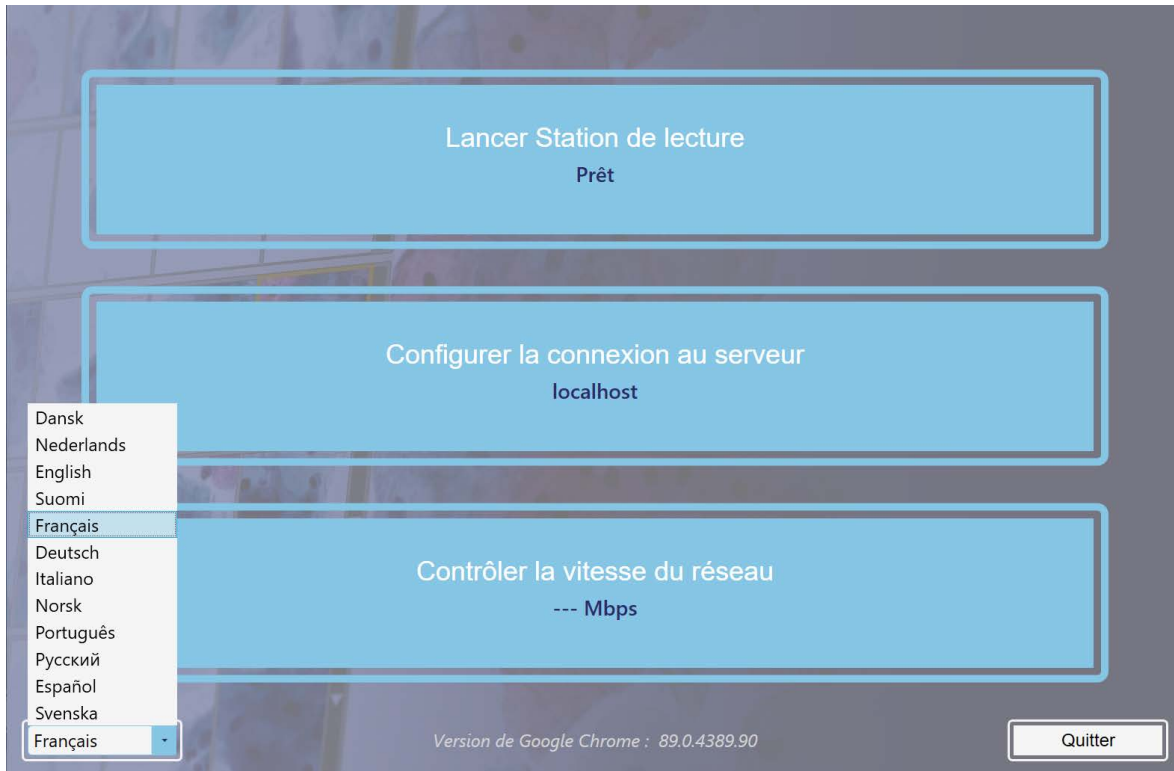 Lancer Station de lecture
Prêt
Configurer la connexion au serveur
localhost
Contrôler la vitesse du réseau
--- Mbps
Dansk
Nederlands
English
Suomi
Français
Deutsch
Italiano
Norsk
Português
Русский
Español
Svenska
Français
Version de Google Chrome : 89.0.4389.90
Quitter